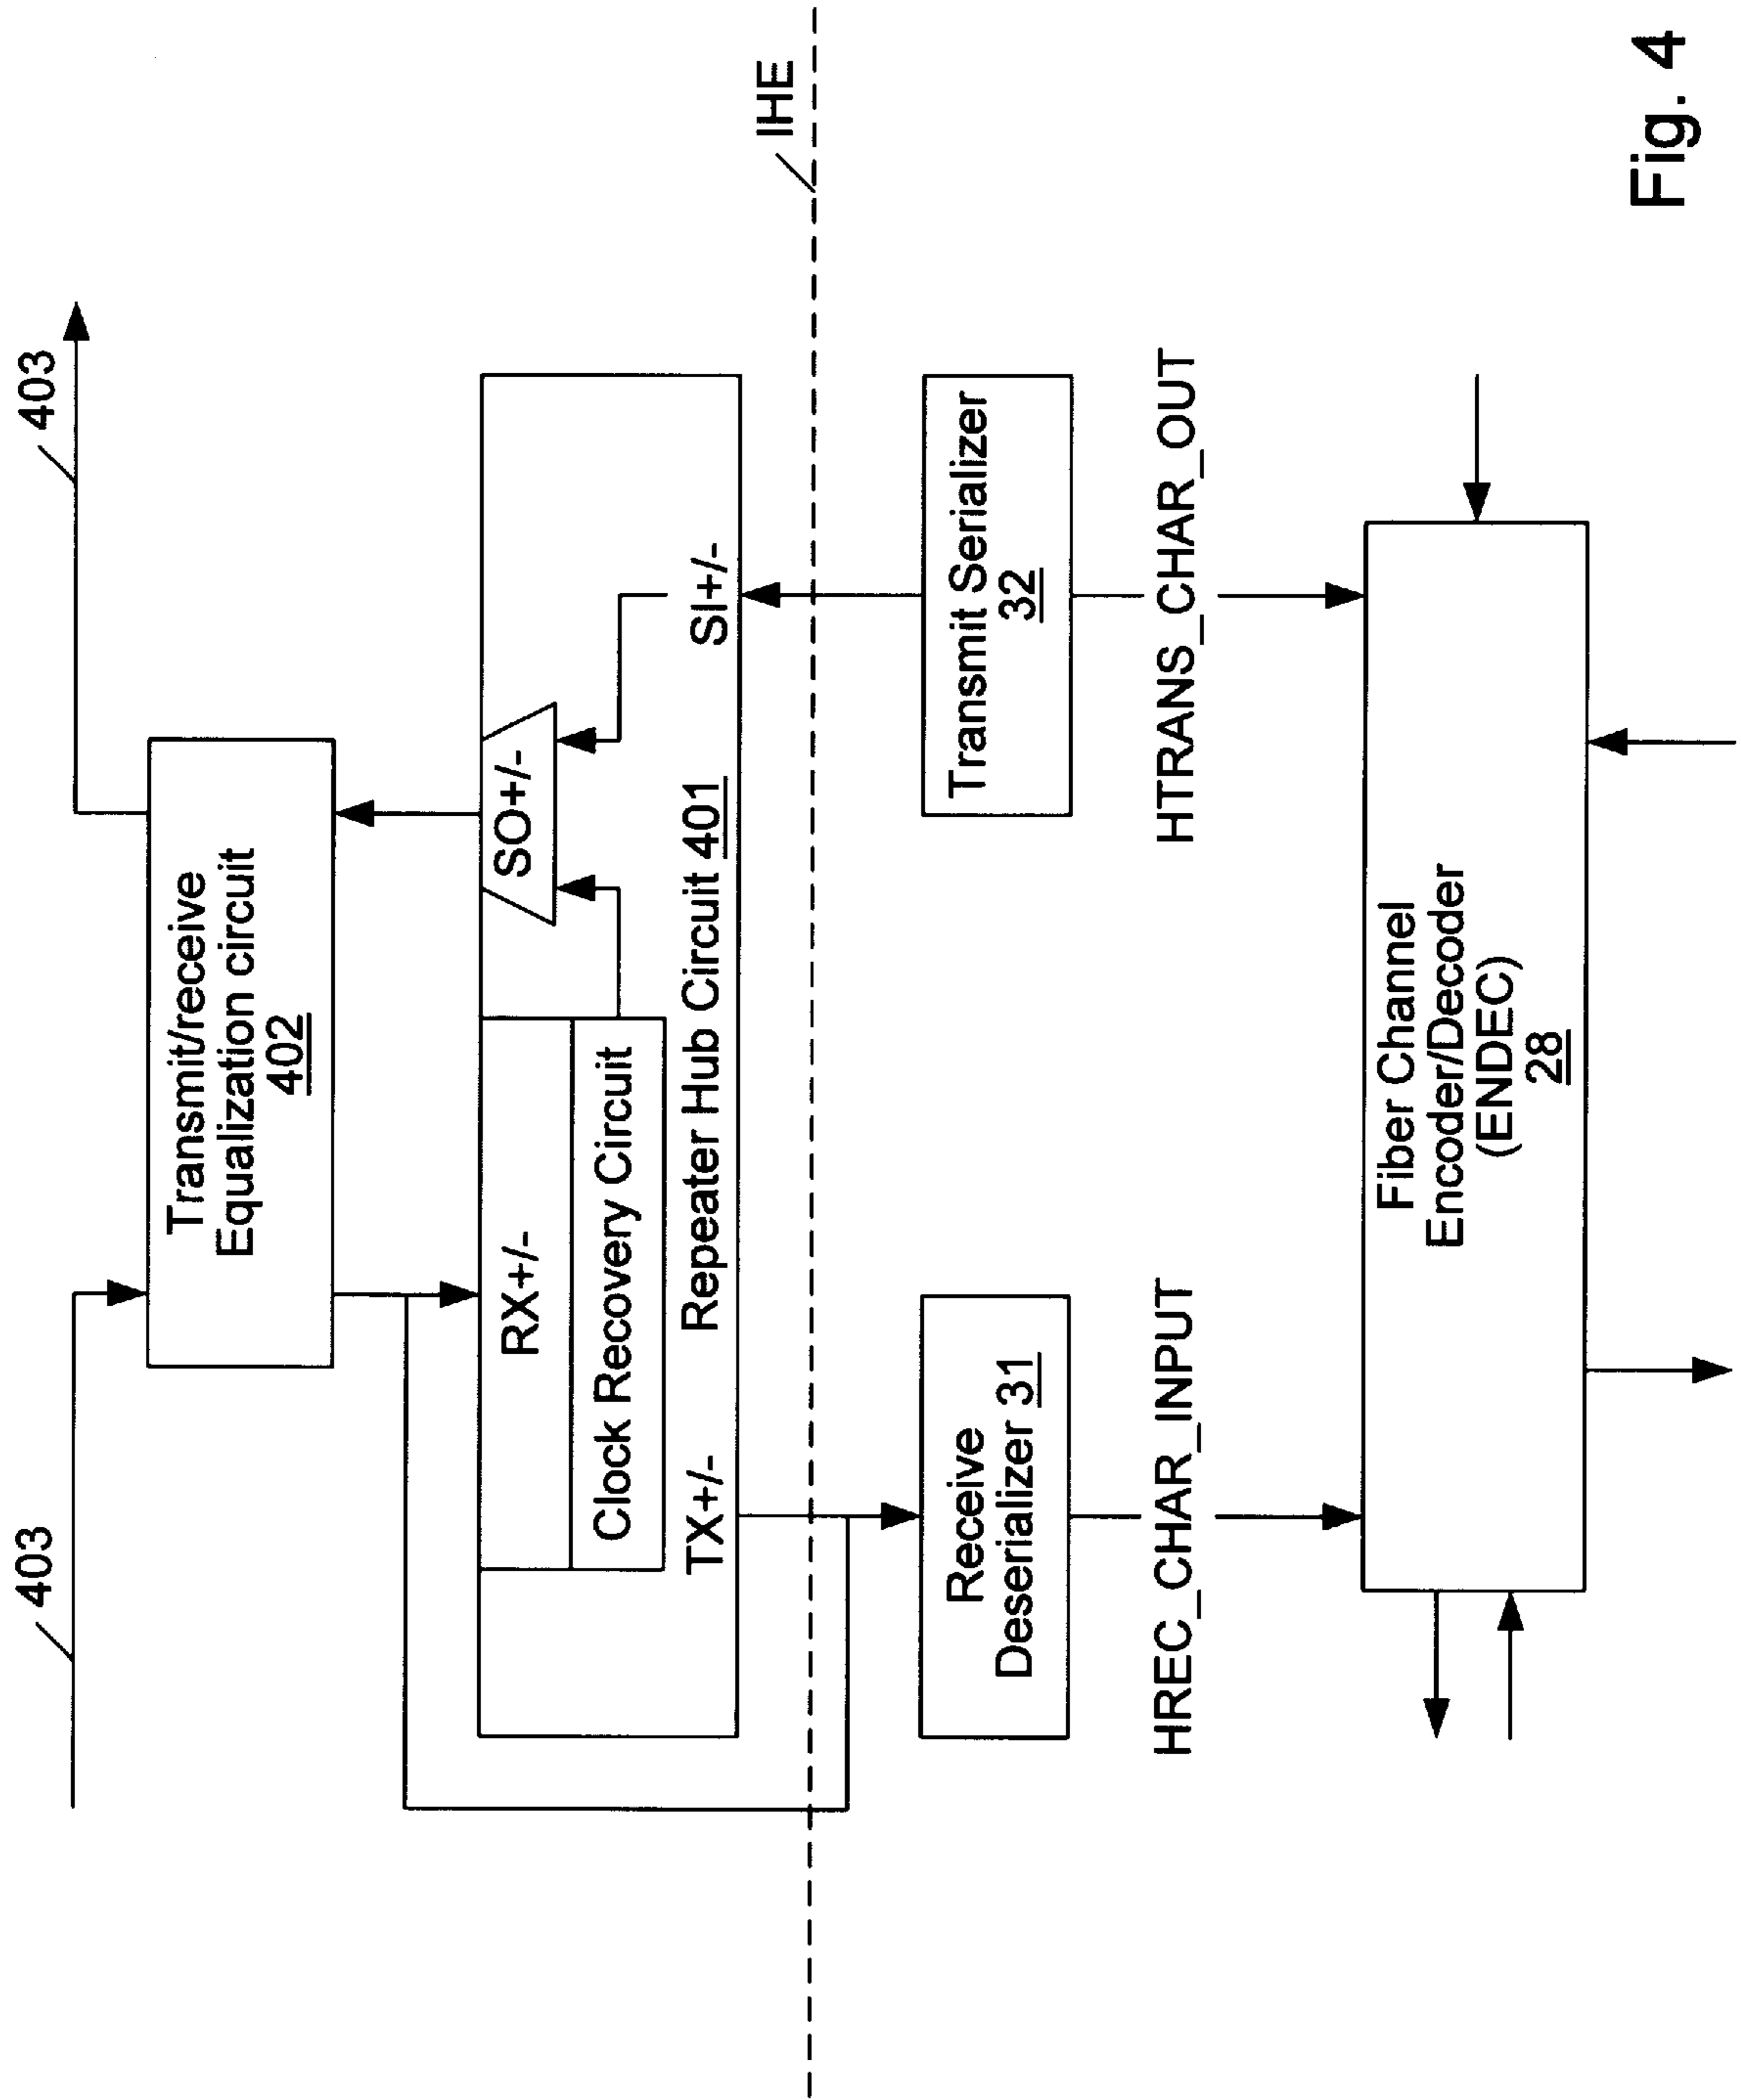 403
403
Transmit/receive
Equalization circuit
402
RX+/-
SO+/-
Clock Recovery Circuit
TX+/-
Repeater Hub Circuit 401
SI+/-
IHE
Receive
Deserializer 31
Transmit Serializer
32
HREC_CHAR_INPUT
HTRANS_CHAR_OUT
Fiber Channel
Encoder/Decoder
(ENDEC)
28
Fig. 4